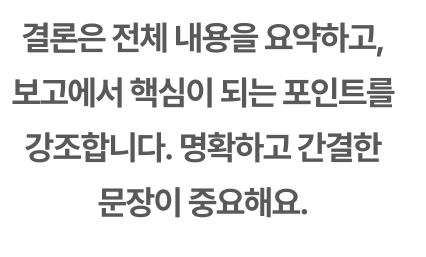 결론은 전체 내용을 요약하고,
보고에서 핵심이 되는 포인트를
강조합니다. 명확하고 간결한
문장이 중요해요.